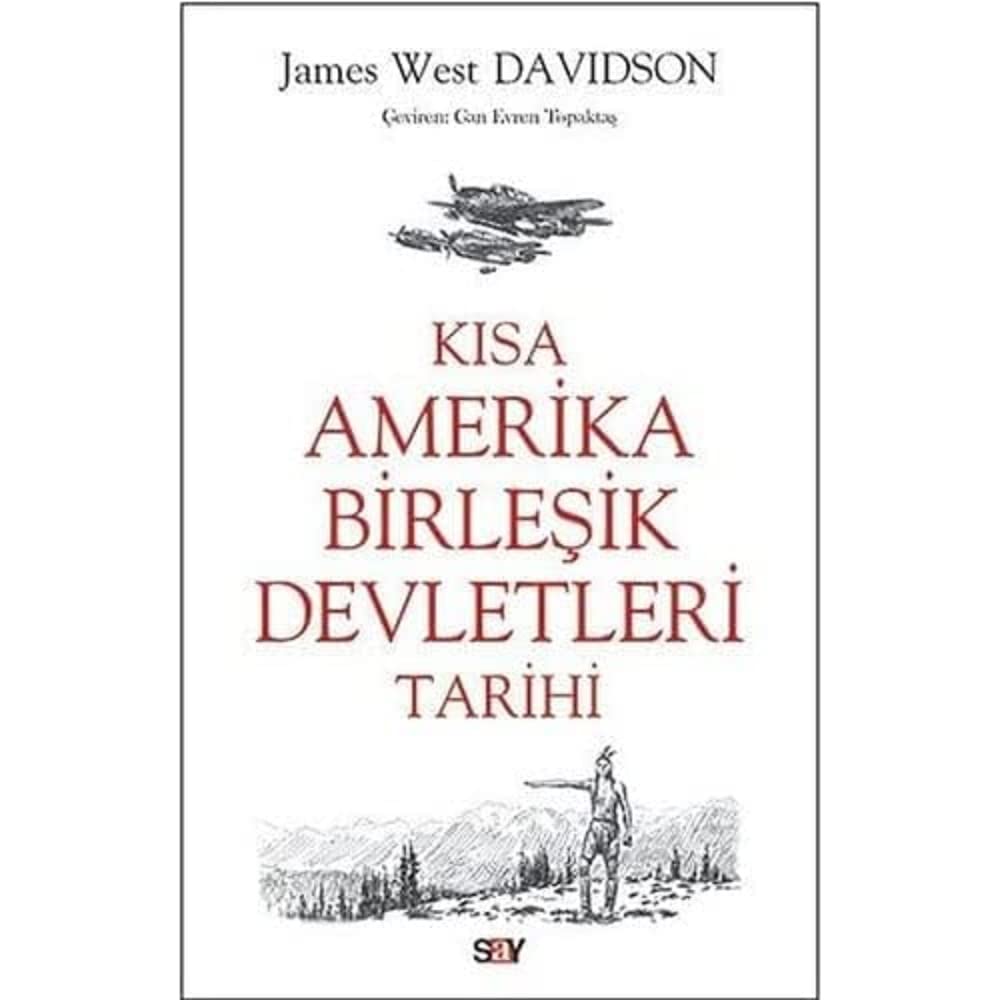 James West DAVIDSON
Çeviren: Can Evren Topaktaş
KISA
AMERİKA
BİRLEŞİK
DEVLETLERİ
TARİHİ
SAY